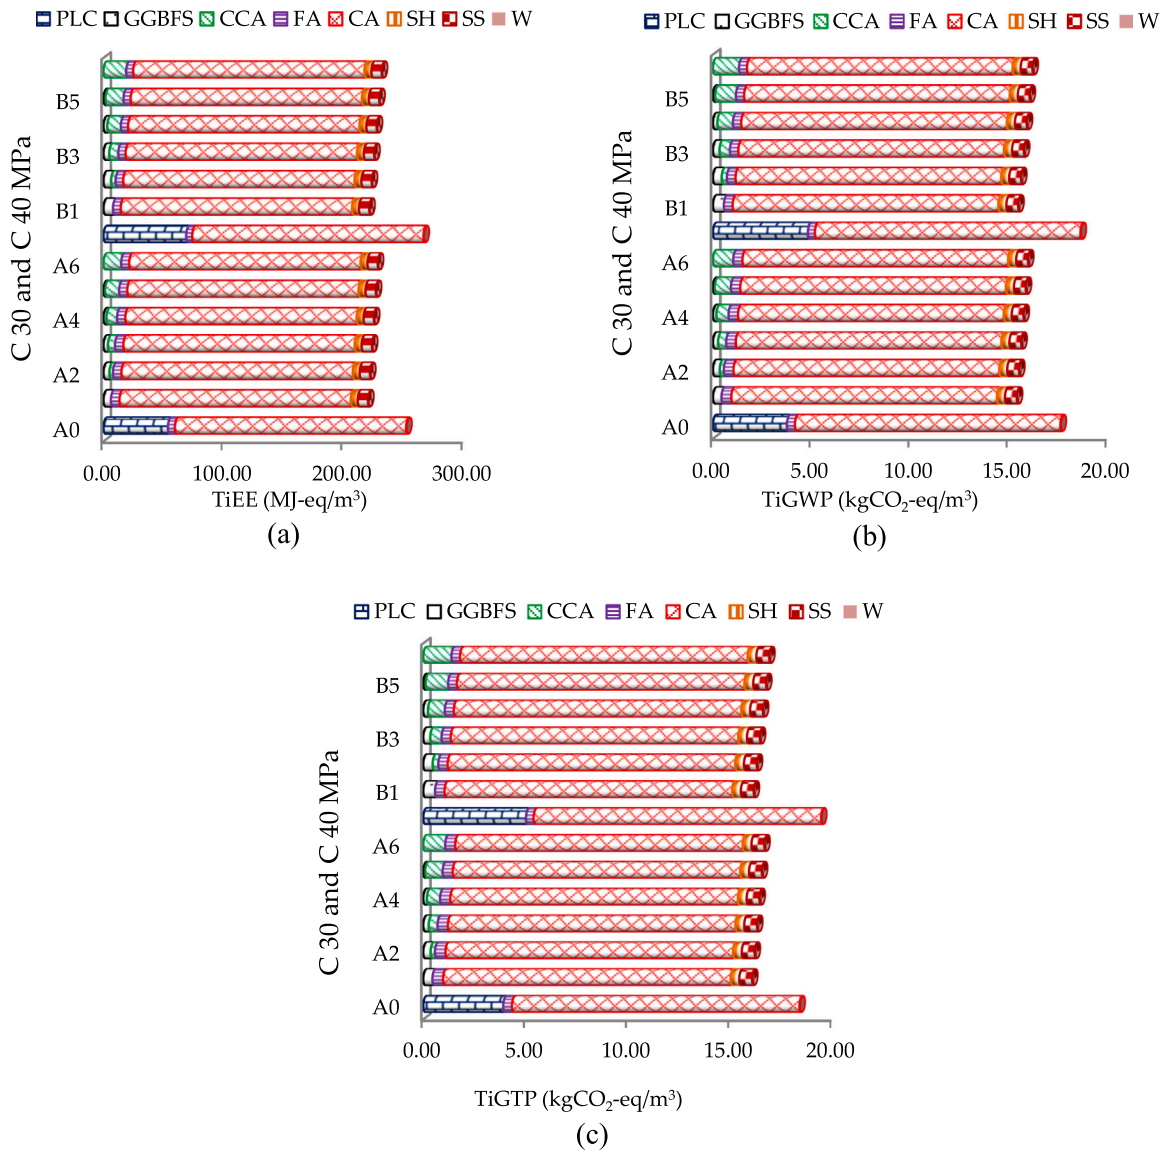 PLC GGBFS CCA FA CA SH SS W
B5
B3
B1
A6
A4
A2
A0
C 30 and C 40 MPa
0.00 100.00 200.00 300.00
TiEE (MJ-eq/m³)
(a)
PLC GGBFS CCA FA CA SH SS W
B5
B3
B1
A6
A4
A2
A0
C 30 and C 40 MPa
0.00 5.00 10.00 15.00 20.00
TiGWP (kgCO₂-eq/m³)
(b)
PLC GGBFS CCA FA CA SH SS W
B5
B3
B1
A6
A4
A2
A0
C 30 and C 40 MPa
0.00 5.00 10.00 15.00 20.00
TiGTP (kgCO₂-eq/m³)
(c)